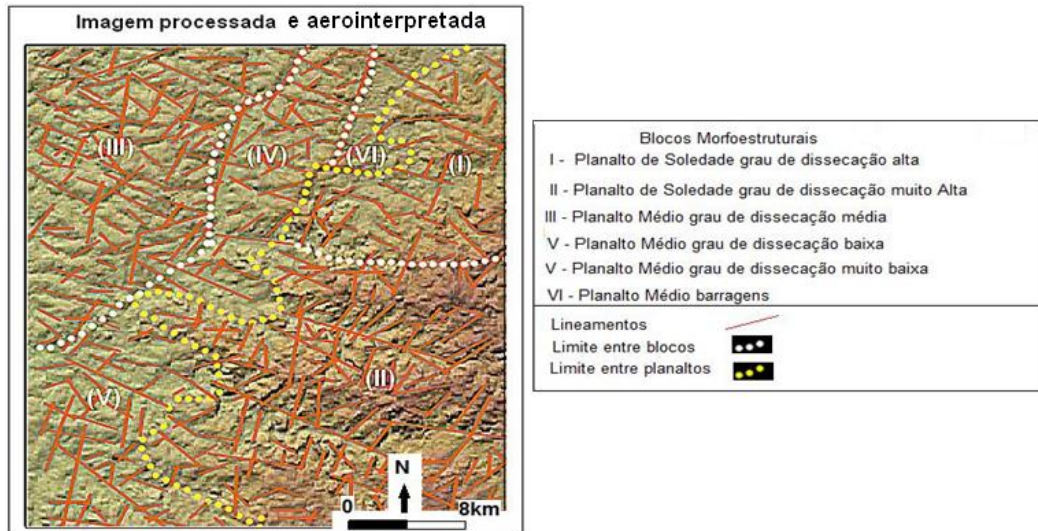 Imagem processada e aerointerpretada
(III)
(IV)
(VI)
(I)
(II)
(V)
N
0 8km
Blocos Morfoestruturais
I - Planalto de Soledade grau de dissecação alta
II - Planalto de Soledade grau de dissecação muito Alta
III - Planalto Médio grau de dissecação média
V - Planalto Médio grau de dissecação baixa
V - Planalto Médio grau de dissecação muito baixa
VI - Planalto Médio barragens
Lineamentos
Limite entre blocos
Limite entre planaltos